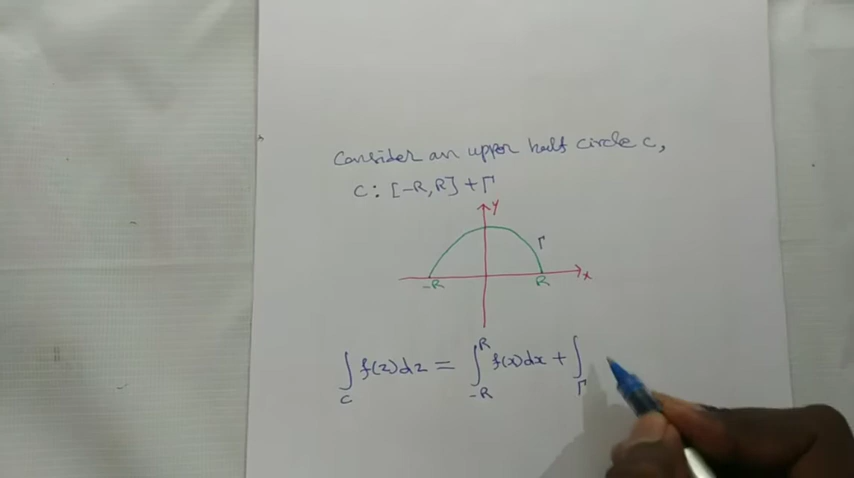 Consider an upper half circle C,
C: [-R, R] + Γ
y
Γ
x
-R
R
∫_C f(z)dz = ∫_{-R}^{R} f(x)dx + ∫_Γ